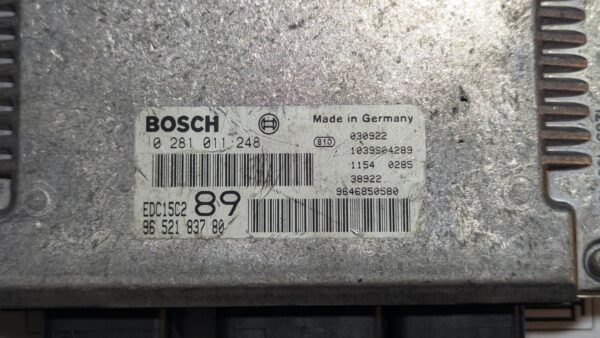 BOSCH
Made in Germany
0 281 011 248
810
030922
1039S04289
1154 0285
38922
9646850580
EDC15C2 89
96 521 837 80